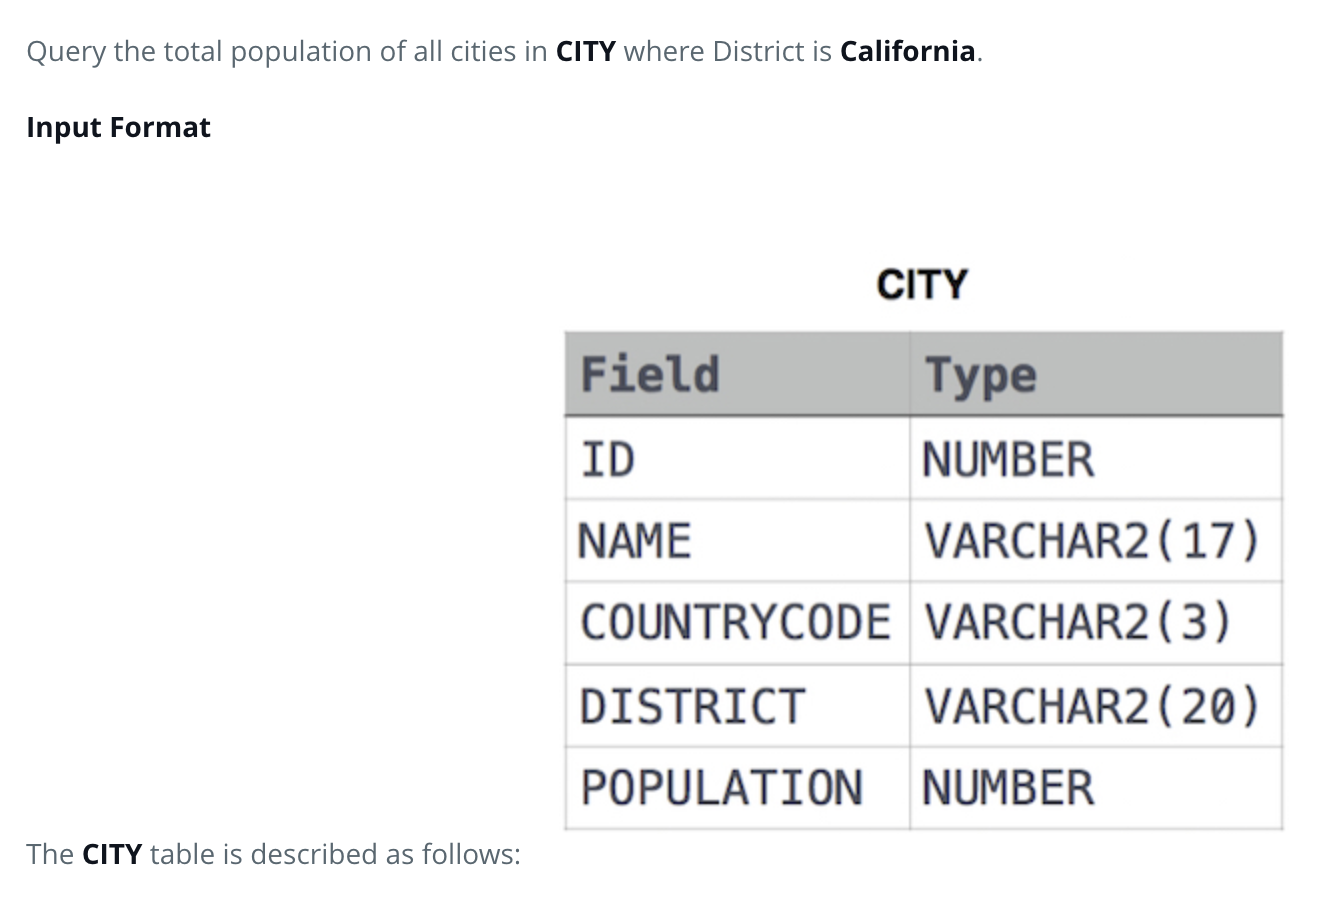 Query the total population of all cities in CITY where District is California.
Input Format
CITY
Field Type
ID NUMBER
NAME VARCHAR2(17)
COUNTRYCODE VARCHAR2(3)
DISTRICT VARCHAR2(20)
POPULATION NUMBER
The CITY table is described as follows: